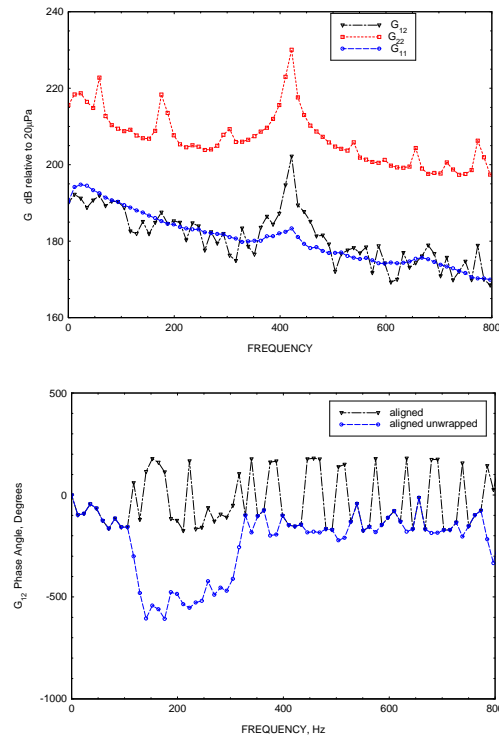 240
220
200
180
160
G dB relative to 20µPa
G12
G22
G11
0 200 400 600 800
FREQUENCY
500
0
-500
-1000
G12 Phase Angle, Degrees
aligned
aligned unwrapped
0 200 400 600 800
FREQUENCY, Hz